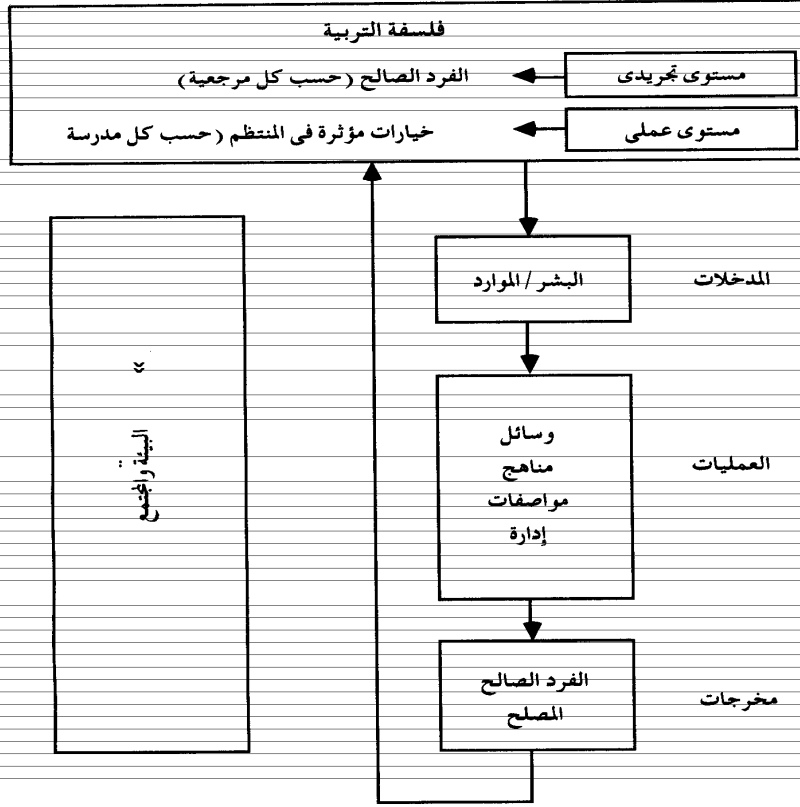 فلسفة التربية
مستوى تجريدى
الفرد الصالح (حسب كل مرجعية)
مستوى عملى
خيارات مؤثرة فى المنتظم (حسب كل مدرسة
المدخلات
البشر / الموارد
العمليات
وسائل
مناهج
مواصفات
إدارة
مخرجات
الفرد الصالح
المصلح
البيئة والمجتمع »